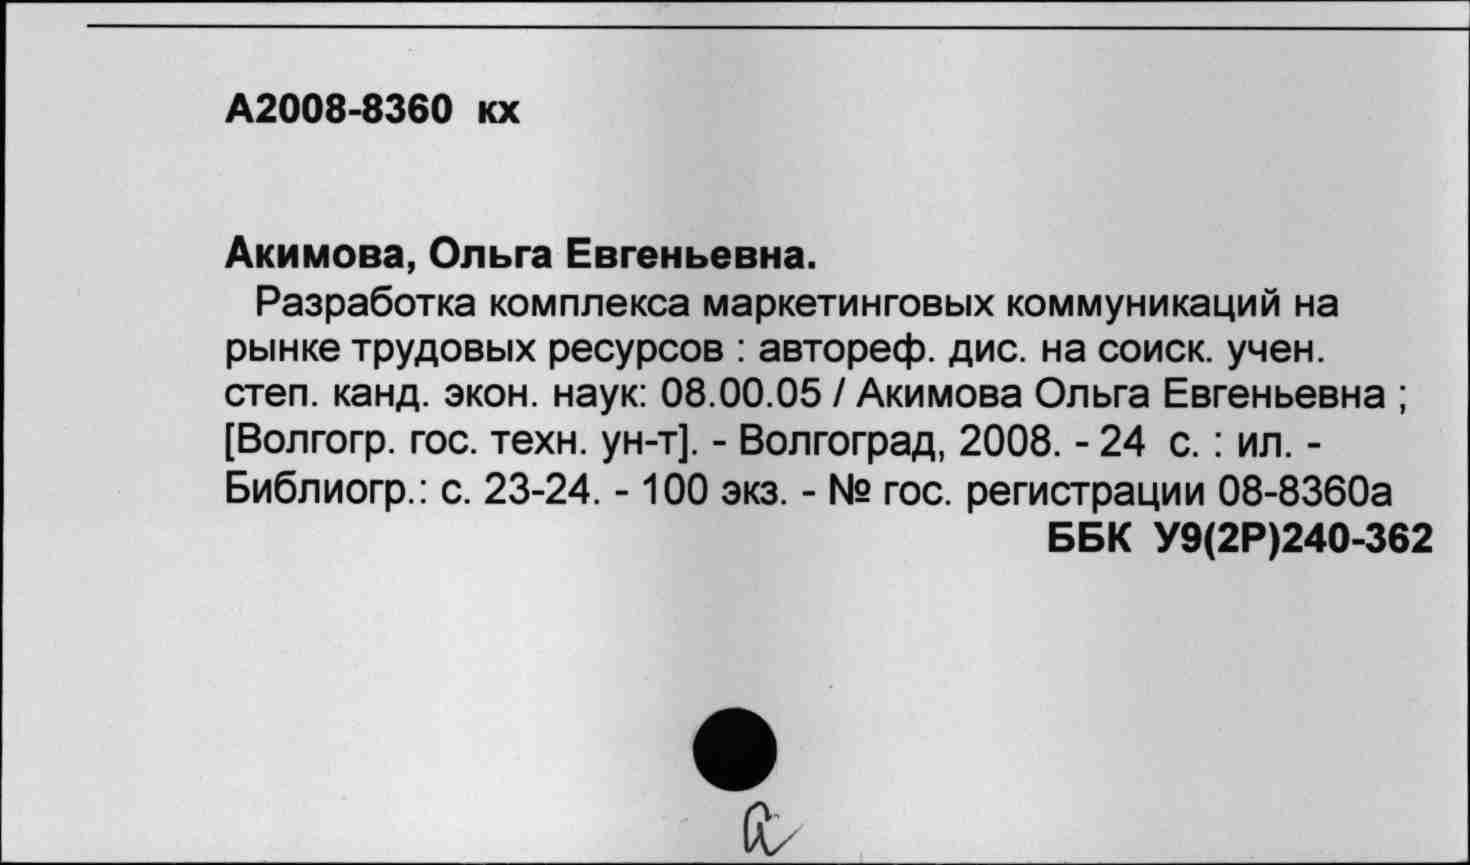 А2008-8360 кх
Акимова, Ольга Евгеньевна.
Разработка комплекса маркетинговых коммуникаций на
рынке трудовых ресурсов : автореф. дис. на соиск. учен.
степ. канд. экон. наук: 08.00.05 / Акимова Ольга Евгеньевна ;
[Волгогр. гос. техн. ун-т]. - Волгоград, 2008. - 24 с. : ил. -
Библиогр.: с. 23-24. - 100 экз. - № гос. регистрации 08-8360а
ББК У9(2Р)240-362